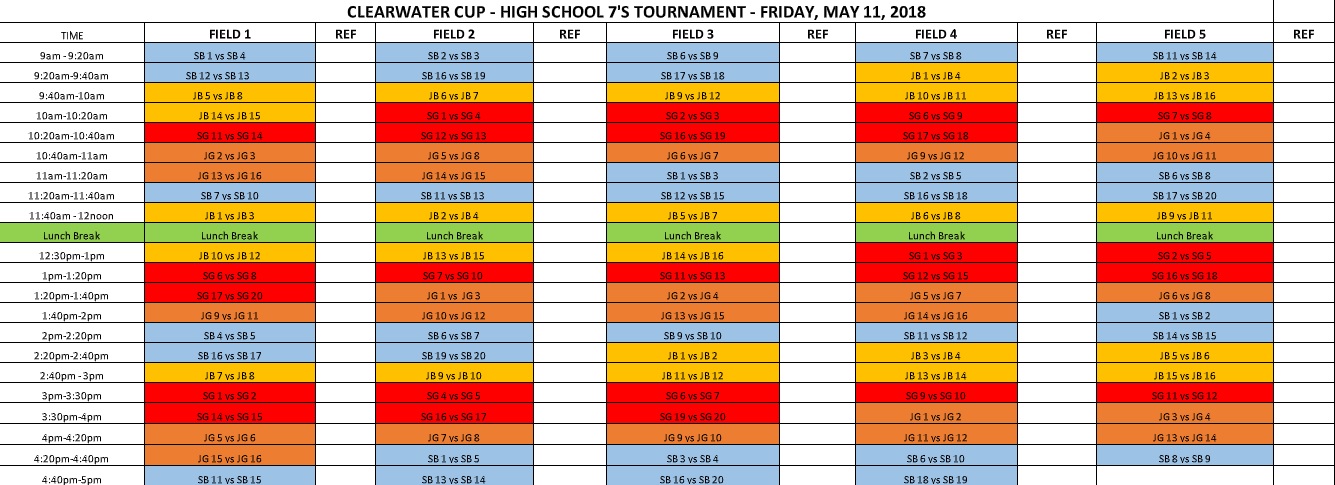 CLEARWATER CUP - HIGH SCHOOL 7'S TOURNAMENT - FRIDAY, MAY 11, 2018
TIME FIELD 1 REF FIELD 2 REF FIELD 3 REF FIELD 4 REF FIELD 5 REF
9am - 9:20am SB 1 vs SB 4 SB 2 vs SB 3 SB 6 vs SB 9 SB 7 vs SB 8 SB 11 vs SB 14
9:20am-9:40am SB 12 vs SB 13 SB 16 vs SB 19 SB 17 vs SB 18 JB 1 vs JB 4 JB 2 vs JB 3
9:40am-10am JB 5 vs JB 8 JB 6 vs JB 7 JB 9 vs JB 12 JB 10 vs JB 11 JB 13 vs JB 16
10am-10:20am JB 14 vs JB 15 SG 1 vs SG 4 SG 2 vs SG 3 SG 6 vs SG 9 SG 7 vs SG 8
10:20am-10:40am SG 11 vs SG 14 SG 12 vs SG 13 SG 16 vs SG 19 SG 17 vs SG 18 JG 1 vs JG 4
10:40am-11am JG 2 vs JG 3 JG 5 vs JG 8 JG 6 vs JG 7 JG 9 vs JG 12 JG 10 vs JG 11
11am-11:20am JG 13 vs JG 16 JG 14 vs JG 15 SB 1 vs SB 3 SB 2 vs SB 5 SB 6 vs SB 8
11:20am-11:40am SB 7 vs SB 10 SB 11 vs SB 13 SB 12 vs SB 15 SB 16 vs SB 18 SB 17 vs SB 20
11:40am - 12noon JB 1 vs JB 3 JB 2 vs JB 4 JB 5 vs JB 7 JB 6 vs JB 8 JB 9 vs JB 11
Lunch Break Lunch Break Lunch Break Lunch Break Lunch Break Lunch Break
12:30pm-1pm JB 10 vs JB 12 JB 13 vs JB 15 JB 14 vs JB 16 SG 1 vs SG 3 SG 2 vs SG 5
1pm-1:20pm SG 6 vs SG 8 SG 7 vs SG 10 SG 11 vs SG 13 SG 12 vs SG 15 SG 16 vs SG 18
1:20pm-1:40pm SG 17 vs SG 20 JG 1 vs JG 3 JG 2 vs JG 4 JG 5 vs JG 7 JG 6 vs JG 8
1:40pm-2pm JG 9 vs JG 11 JG 10 vs JG 12 JG 13 vs JG 15 JG 14 vs JG 16 SB 1 vs SB 2
2pm-2:20pm SB 4 vs SB 5 SB 6 vs SB 7 SB 9 vs SB 10 SB 11 vs SB 12 SB 14 vs SB 15
2:20pm-2:40pm SB 16 vs SB 17 SB 19 vs SB 20 JB 1 vs JB 2 JB 3 vs JB 4 JB 5 vs JB 6
2:40pm - 3pm JB 7 vs JB 8 JB 9 vs JB 10 JB 11 vs JB 12 JB 13 vs JB 14 JB 15 vs JB 16
3pm-3:30pm SG 1 vs SG 2 SG 4 vs SG 5 SG 6 vs SG 7 SG 9 vs SG 10 SG 11 vs SG 12
3:30pm-4pm SG 14 vs SG 15 SG 16 vs SG 17 SG 19 vs SG 20 JG 1 vs JG 2 JG 3 vs JG 4
4pm-4:20pm JG 5 vs JG 6 JG 7 vs JG 8 JG 9 vs JG 10 JG 11 vs JG 12 JG 13 vs JG 14
4:20pm-4:40pm JG 15 vs JG 16 SB 1 vs SB 5 SB 3 vs SB 4 SB 6 vs SB 10 SB 8 vs SB 9
4:40pm-5pm SB 11 vs SB 15 SB 13 vs SB 14 SB 16 vs SB 20 SB 18 vs SB 19